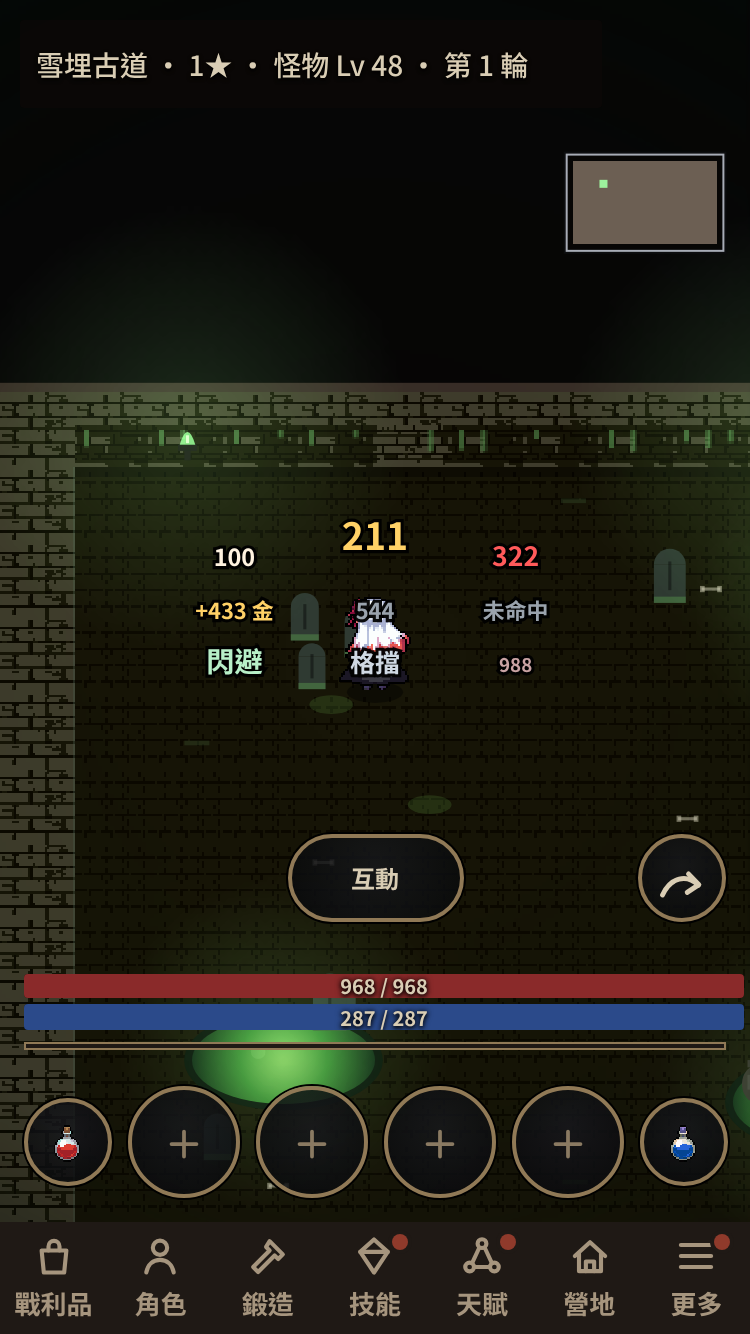 雪埋古道 · 1★ · 怪物 Lv 48 · 第 1 輪
211
100
322
+433 金
544
未命中
閃避
格擋
988
互動
968 / 968
287 / 287
戰利品
角色
鍛造
技能
天賦
營地
更多